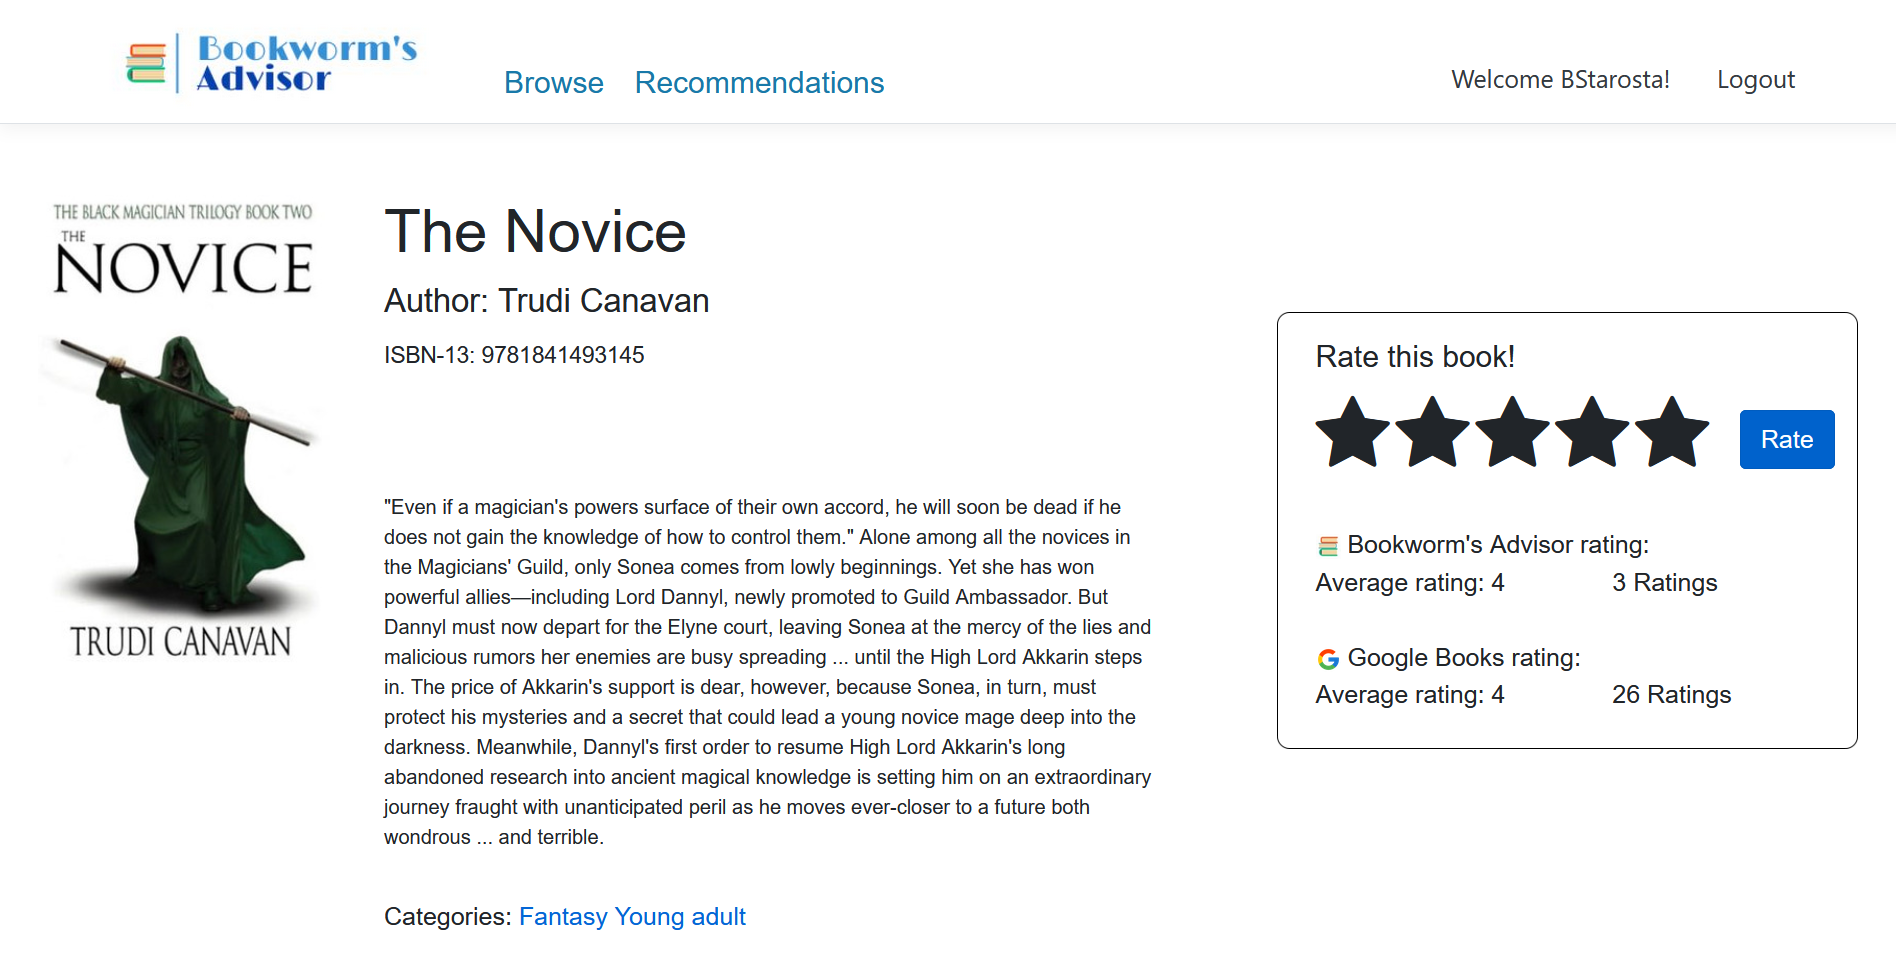 Bookworm's
Advisor
Browse Recommendations
Welcome BStarosta! Logout
THE BLACK MAGICIAN TRILOGY BOOK TWO
THE
NOVICE
TRUDI CANAVAN
The Novice
Author: Trudi Canavan
ISBN-13: 9781841493145
"Even if a magician's powers surface of their own accord, he will soon be dead if he
does not gain the knowledge of how to control them." Alone among all the novices in
the Magicians' Guild, only Sonea comes from lowly beginnings. Yet she has won
powerful allies—including Lord Dannyl, newly promoted to Guild Ambassador. But
Dannyl must now depart for the Elyne court, leaving Sonea at the mercy of the lies and
malicious rumors her enemies are busy spreading ... until the High Lord Akkarin steps
in. The price of Akkarin's support is dear, however, because Sonea, in turn, must
protect his mysteries and a secret that could lead a young novice mage deep into the
darkness. Meanwhile, Dannyl's first order to resume High Lord Akkarin's long
abandoned research into ancient magical knowledge is setting him on an extraordinary
journey fraught with unanticipated peril as he moves ever-closer to a future both
wondrous ... and terrible.
Categories: Fantasy Young adult
Rate this book!
Rate
Bookworm's Advisor rating:
Average rating: 4 3 Ratings
Google Books rating:
Average rating: 4 26 Ratings